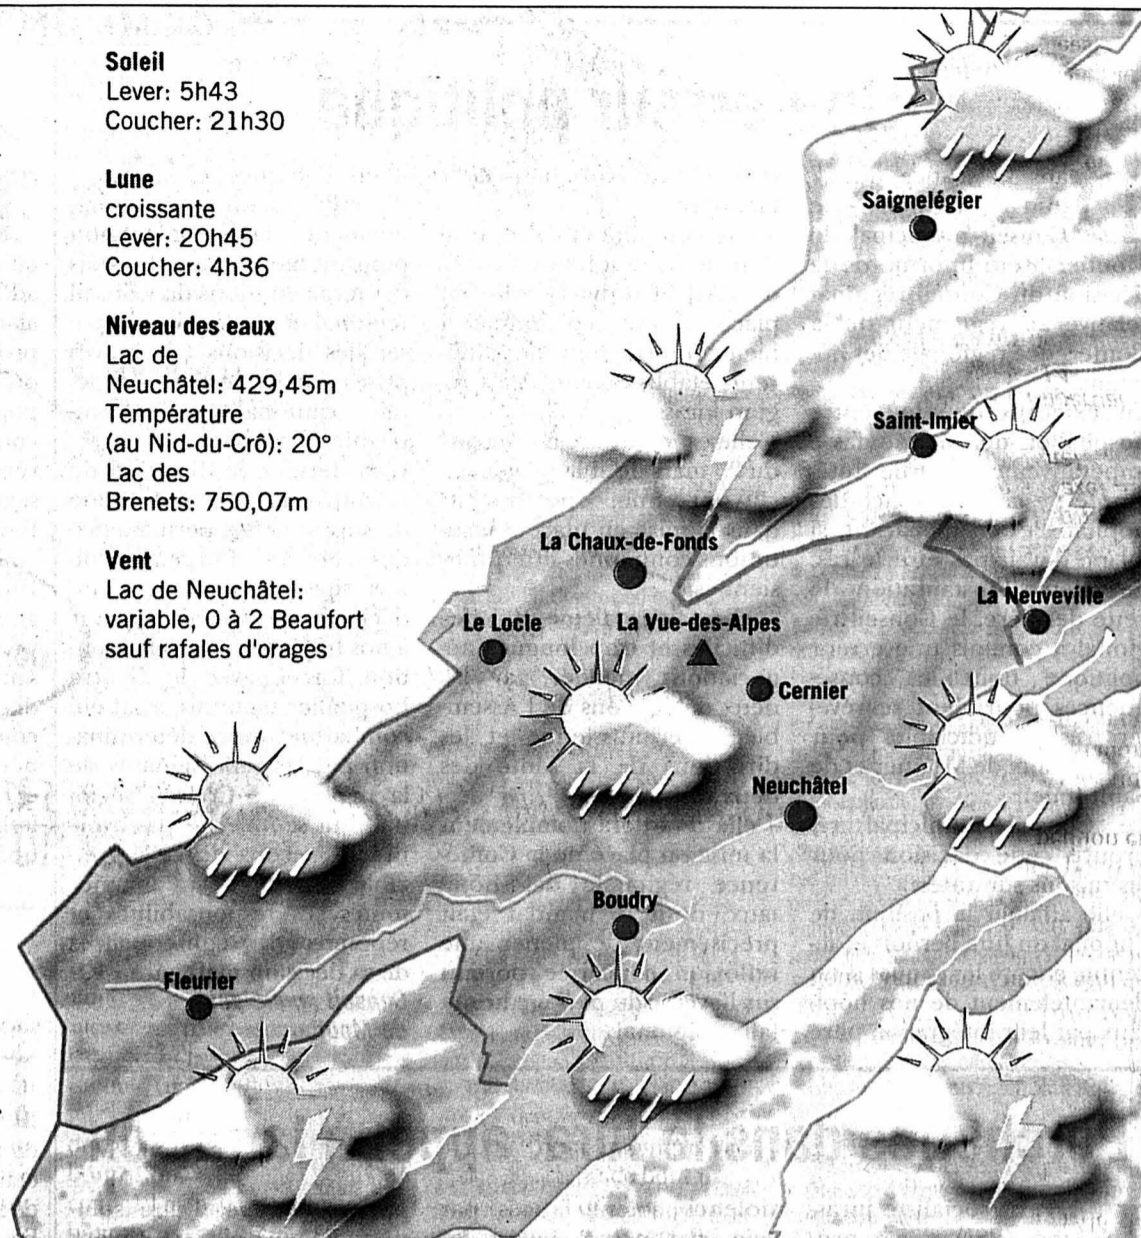 Soleil
Lever: 5h43
Coucher: 21h30
Lune
croissante
Lever: 20h45
Coucher: 4h36
Niveau des eaux
Lac de
Neuchâtel: 429,45m
Température
(au Nid-du-Crô): 20°
Lac des
Brenets: 750,07m
Vent
Lac de Neuchâtel:
variable, 0 à 2 Beaufort
sauf rafales d'orages
Saignelégier
Saint-Imier
La Chaux-de-Fonds
La Neuveville
Le Locle
La Vue-des-Alpes
Cernier
Neuchâtel
Boudry
Fleurier